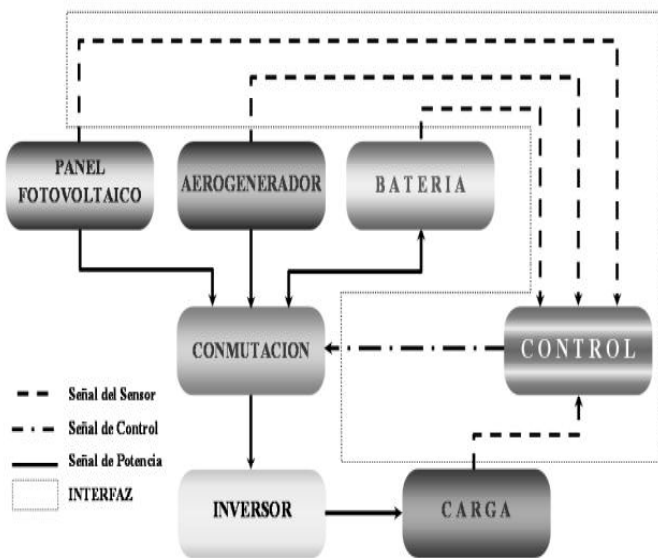 PANEL
FOTOVOLTAICO
AEROGENERADOR
BATERIA
CONMUTACION
CONTROL
Señal del Sensor
Señal de Control
Señal de Potencia
INTERFAZ
INVERSOR
CARGA